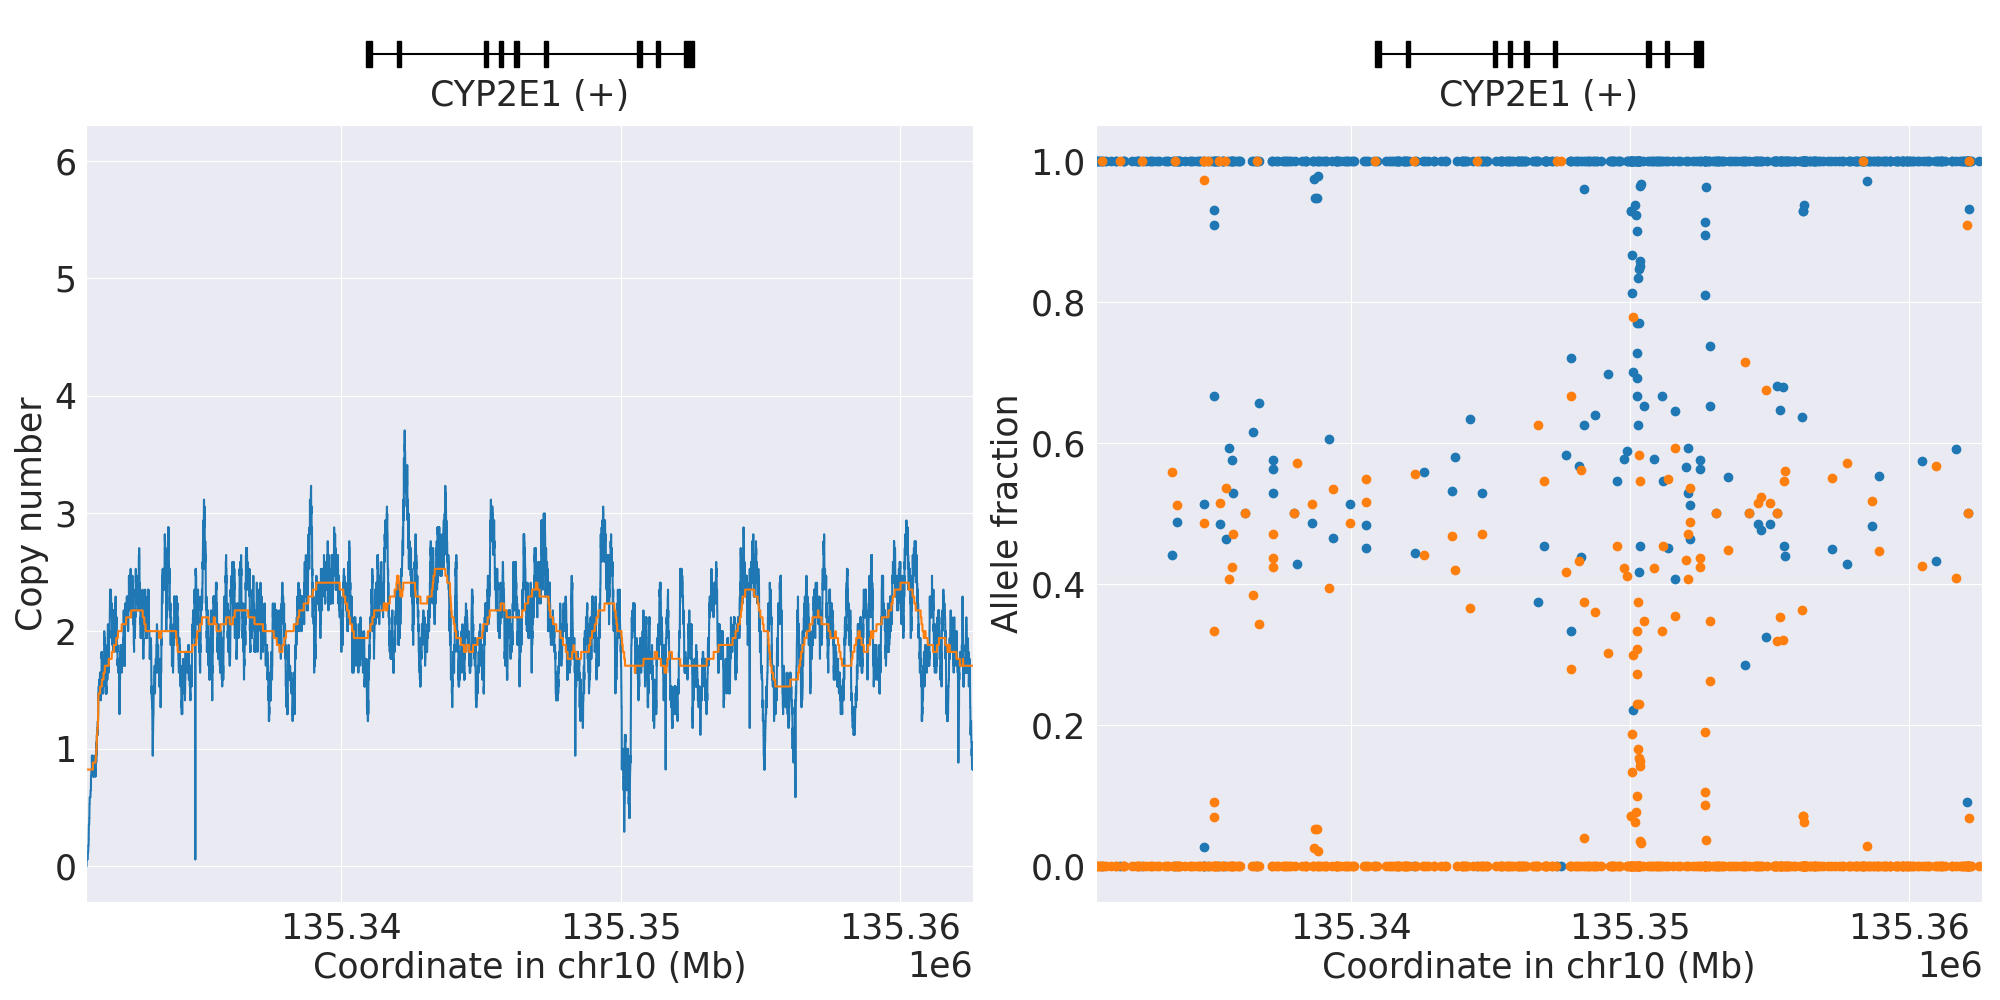 CYP2E1 (+)
CYP2E1 (+)
6
5
4
3
2
1
0
Copy number
135.34
135.35
135.36
Coordinate in chr10 (Mb)
1e6
1.0
0.8
0.6
0.4
0.2
0.0
Allele fraction
135.34
135.35
135.36
Coordinate in chr10 (Mb)
1e6